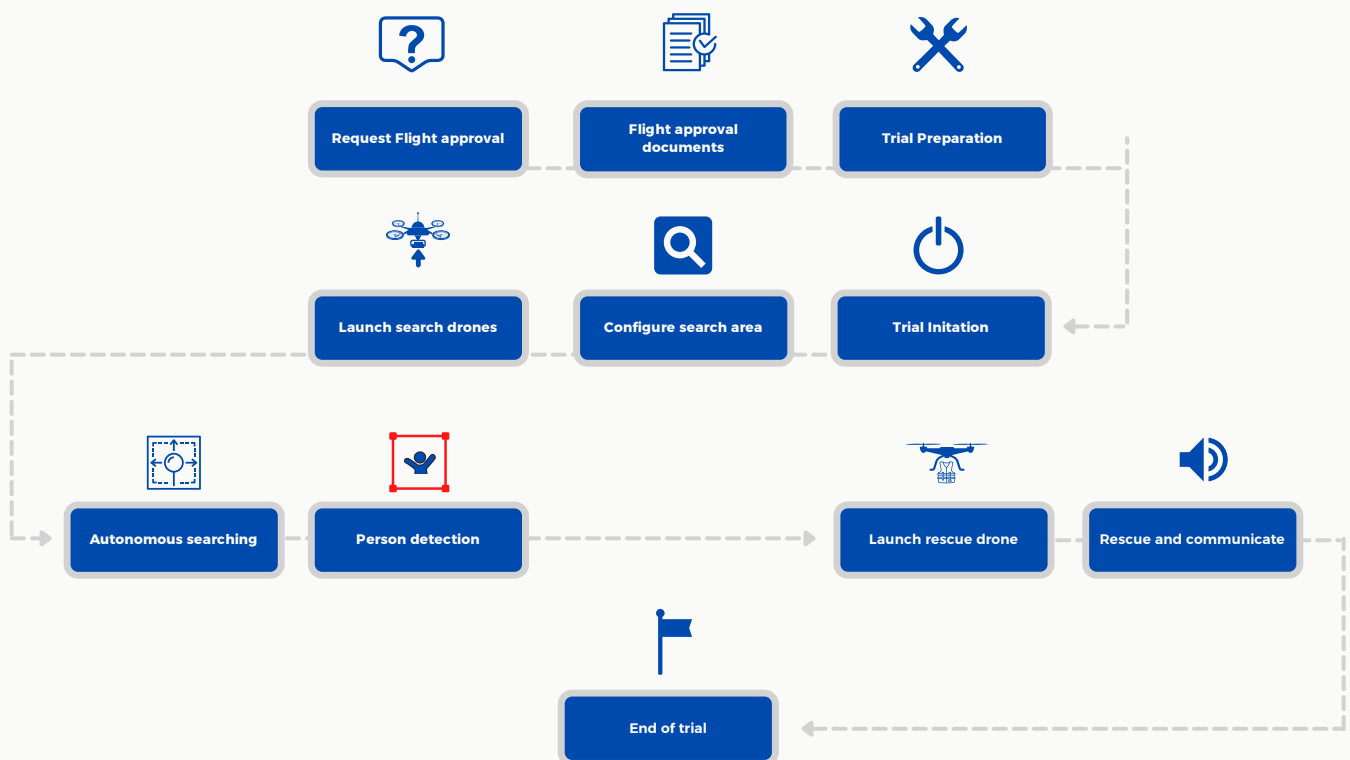 ?
Request Flight approval
Flight approval
documents
Trial Preparation
Launch search drones
Configure search area
Trial Initation
Autonomous searching
Person detection
Launch rescue drone
Rescue and communicate
End of trial